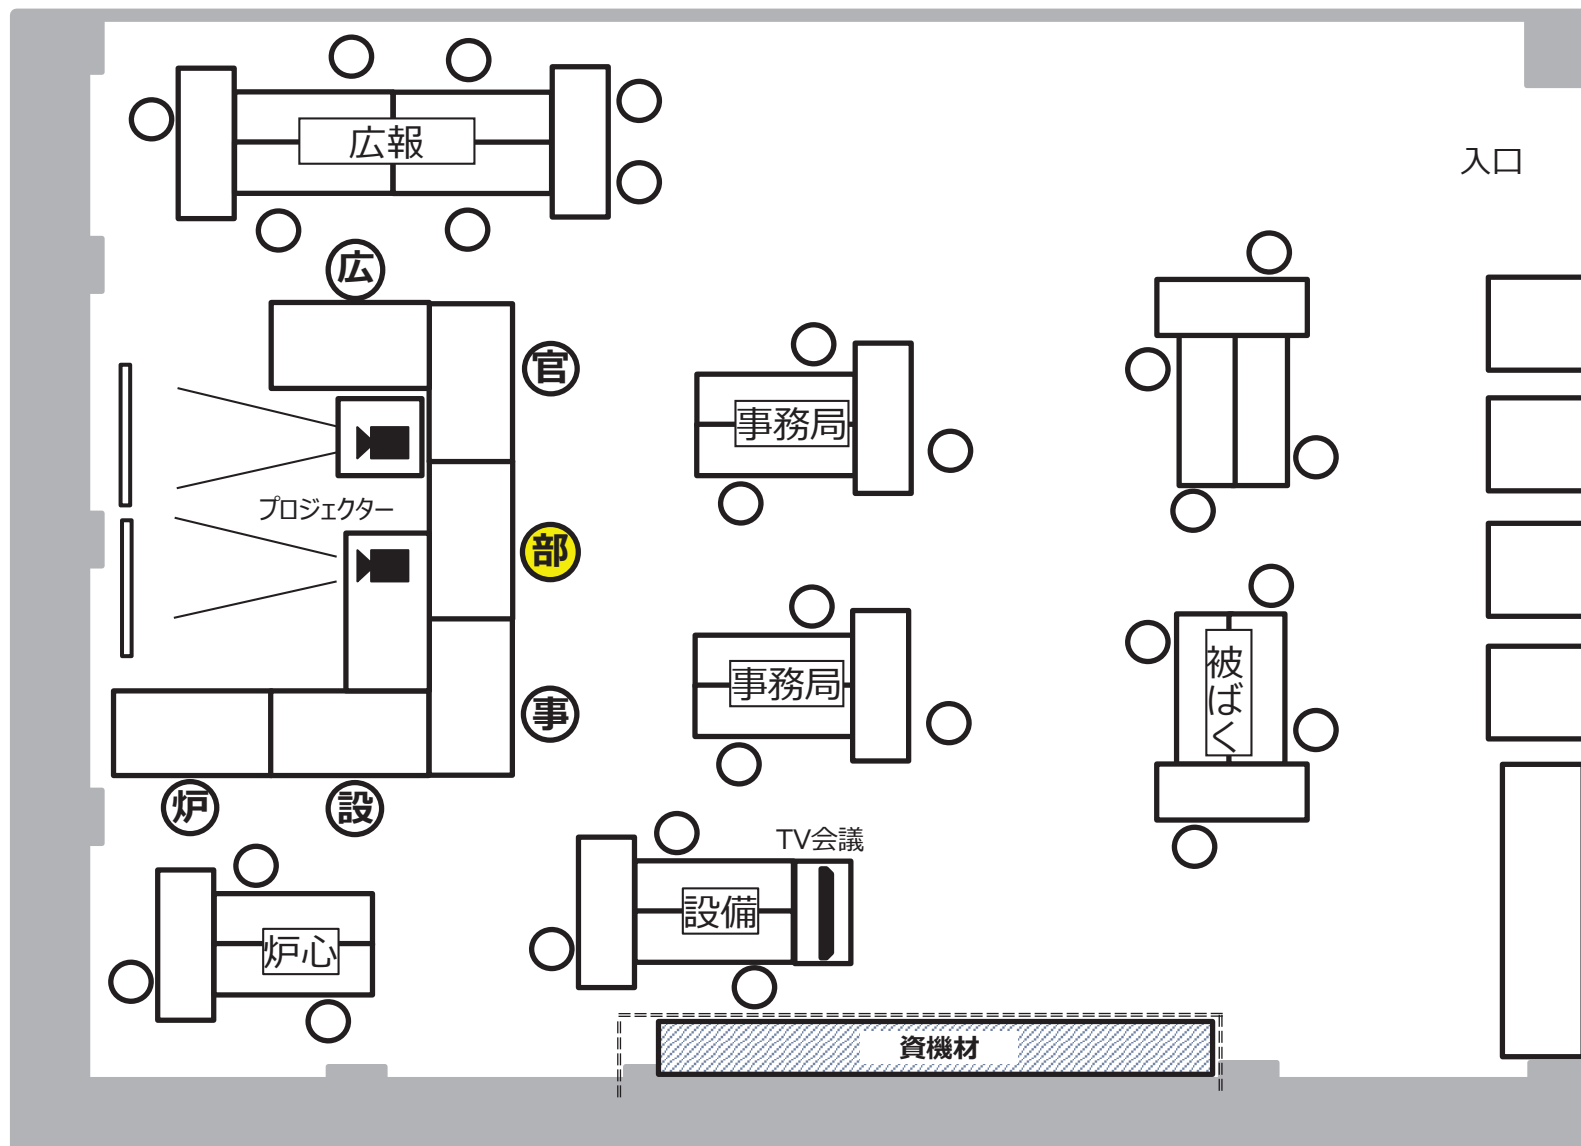 広報
入口
広
官
事務局
プロジェクター
部
事務局
被ばく
事
炉
設
TV会議
設備
炉心
資機材